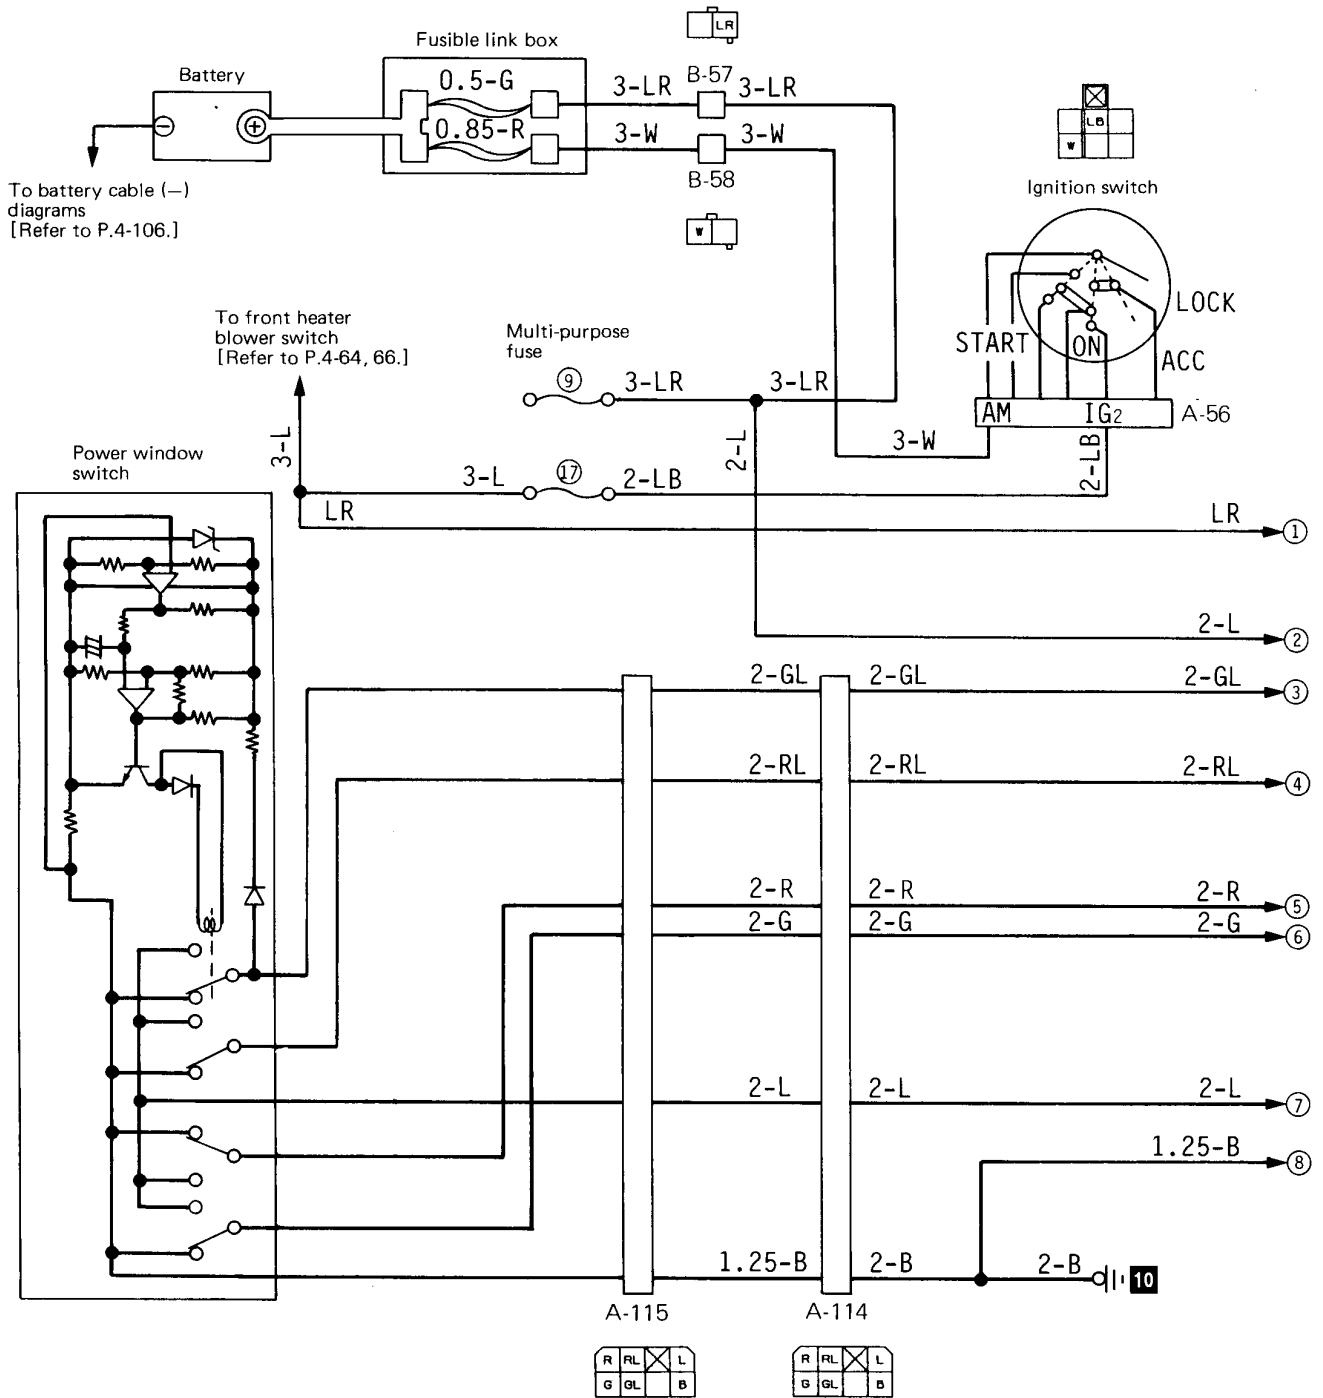 LR
Fusible link box
Battery
0.5-G
3-LR
B-57
3-LR
0.85-R
3-W
3-W
B-58
LB
W
To battery cable (—)
diagrams
[Refer to P.4-106.]
W
Ignition switch
LOCK
START
ON
ACC
AM
IG2
A-56
To front heater
blower switch
[Refer to P.4-64, 66.]
Multi-purpose
fuse
9
3-LR
3-LR
3-W
2-LB
3-L
2-L
Power window
switch
3-L
17
2-LB
LR
LR
1
2-L
2
2-GL
2-GL
2-GL
3
2-RL
2-RL
2-RL
4
2-R
2-R
2-R
5
2-G
2-G
2-G
6
2-L
2-L
2-L
7
1.25-B
8
1.25-B
2-B
2-B
10
A-115
A-114
R RL L
G GL B
R RL L
G GL B